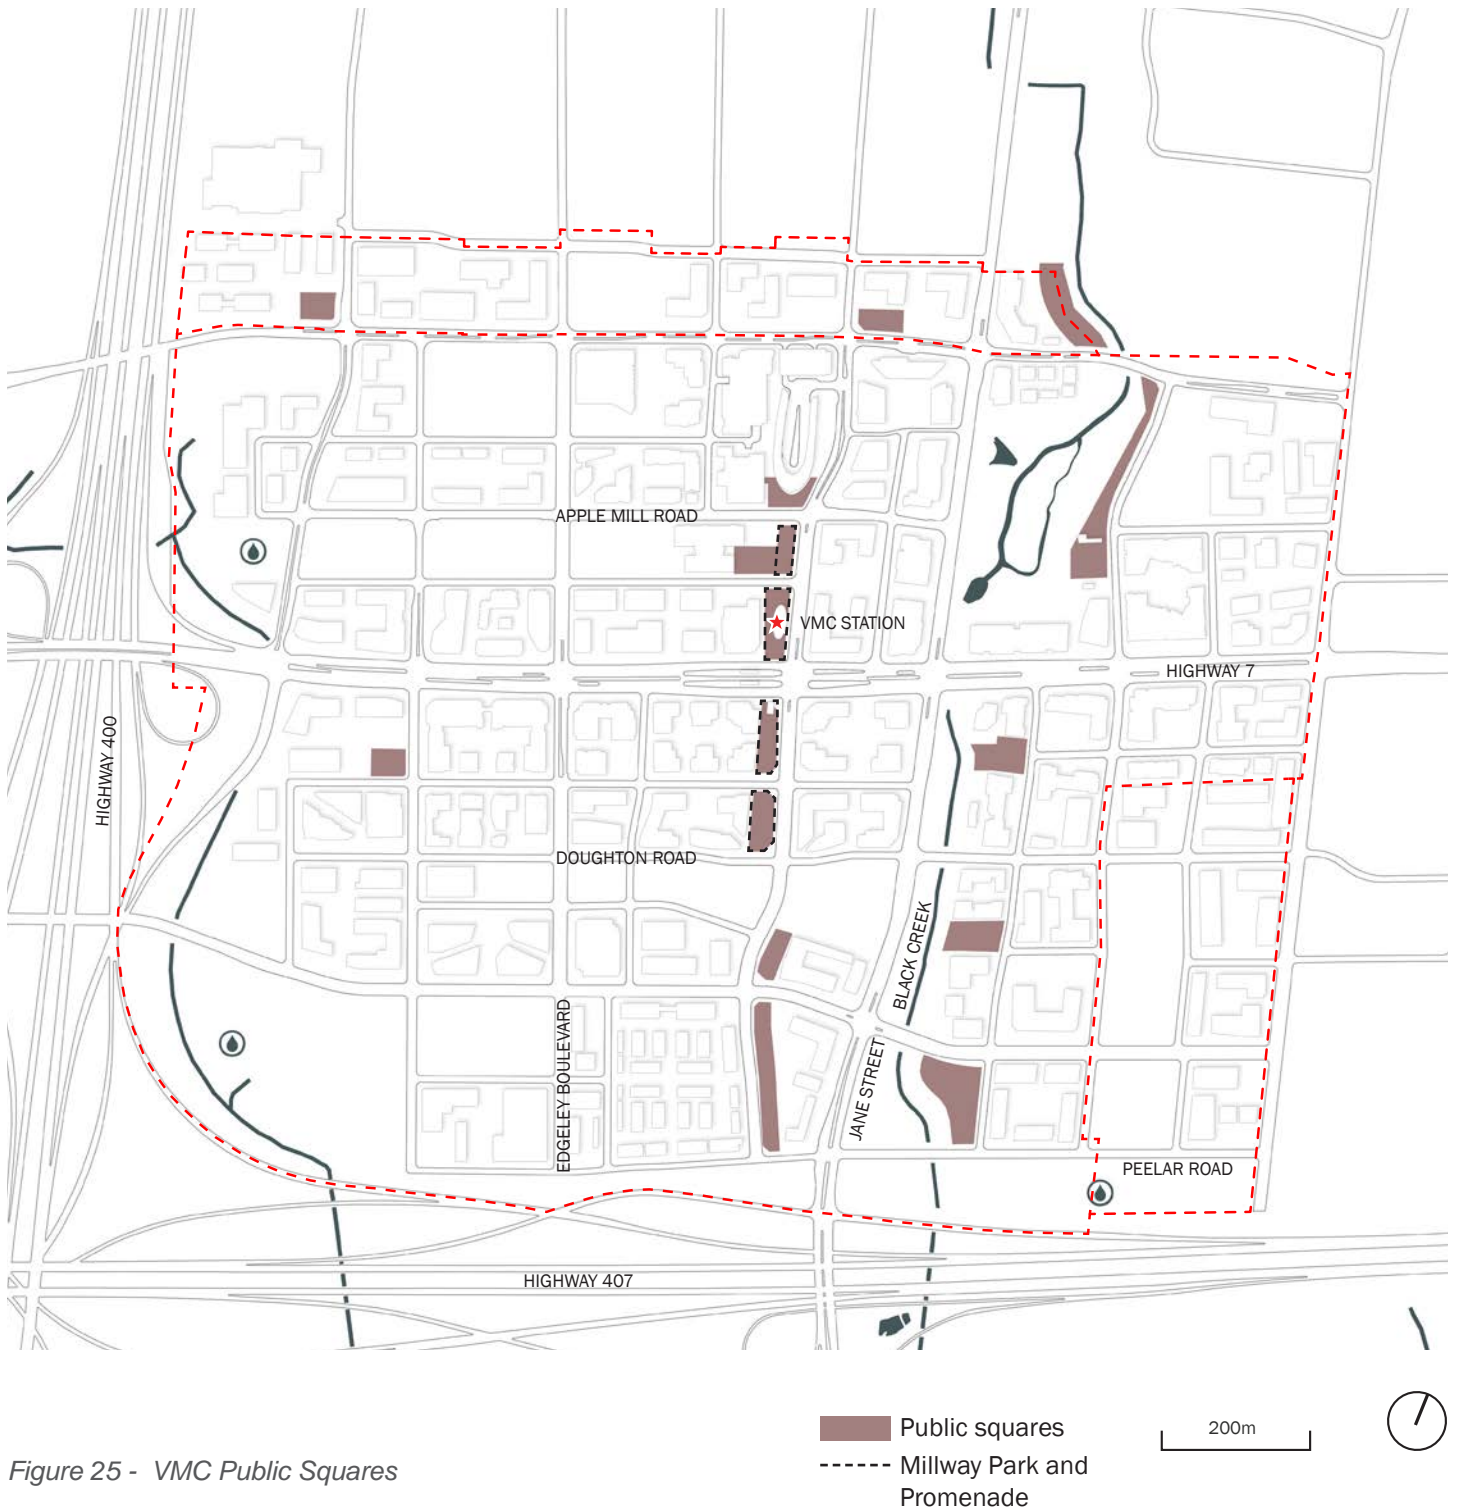 APPLE MILL ROAD
VMC STATION
HIGHWAY 7
HIGHWAY 400
DOUGHTON ROAD
BLACK CREEK
EDGELEY BOULEVARD
JANE STREET
PEELAR ROAD
HIGHWAY 407
Public squares
200m
Millway Park and
Promenade
Figure 25 - VMC Public Squares